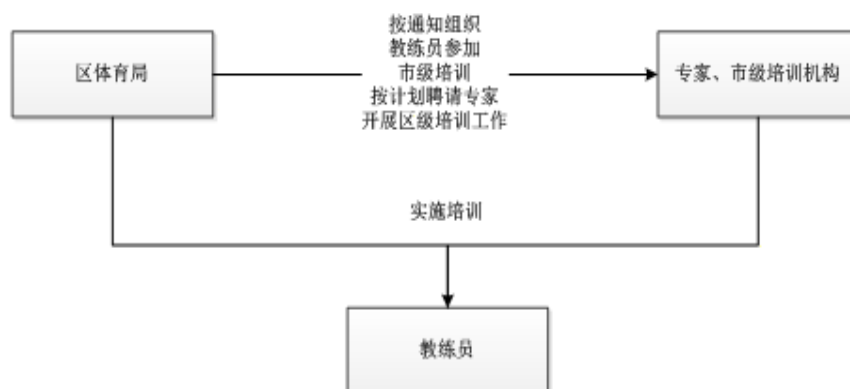 按通知组织
教练员参加
市级培训
按计划聘请专家
开展区级培训工作
区体育局
专家、市级培训机构
实施培训
教练员